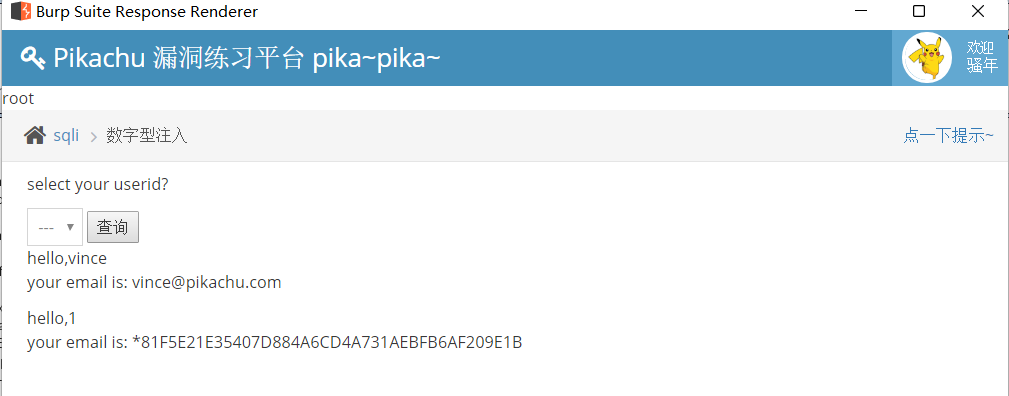 Burp Suite Response Renderer
Pikachu 漏洞练习平台 pika~pika~
欢迎
骚年
root
sqli > 数字型注入
点一下提示~
select your userid?
---
查询
hello,vince
your email is: vince@pikachu.com
hello,1
your email is: *81F5E21E35407D884A6CD4A731AEBFB6AF209E1B